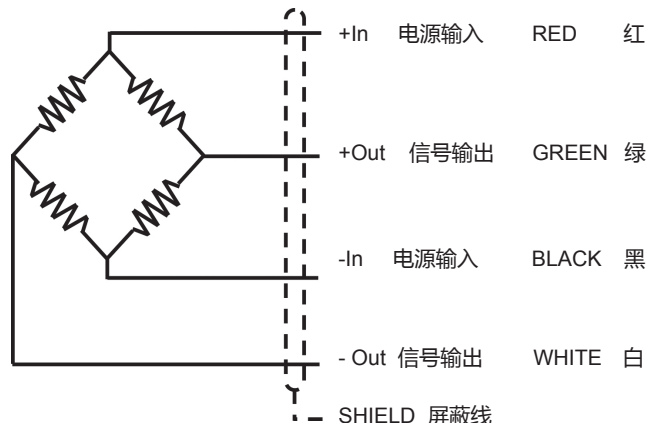 +In 电源输入 RED 红
+Out 信号输出 GREEN 绿
-In 电源输入 BLACK 黑
- Out 信号输出 WHITE 白
SHIELD 屏蔽线